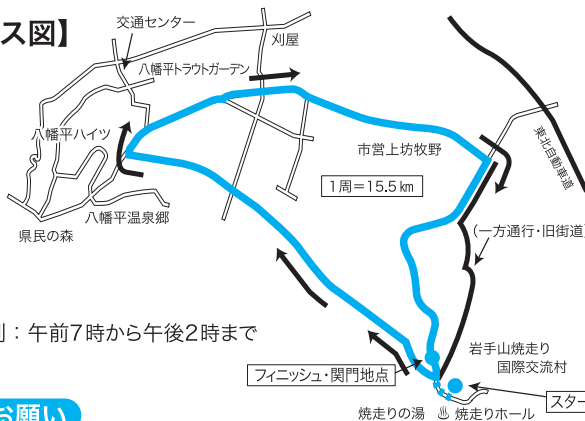 ス図】
交通センター
刈屋
八幡平トラウトガーデン
八幡平ハイツ
市営上坊牧野
東北自動車道
1周=15.5㎞
八幡平温泉郷
県民の森
(一方通行・旧街道
:午前7時から午後2時まで
岩手山焼走り
国際交流村
フィニッシュ・関門地点
スター
焼走りの湯 ♨ 焼走りホール
お願い